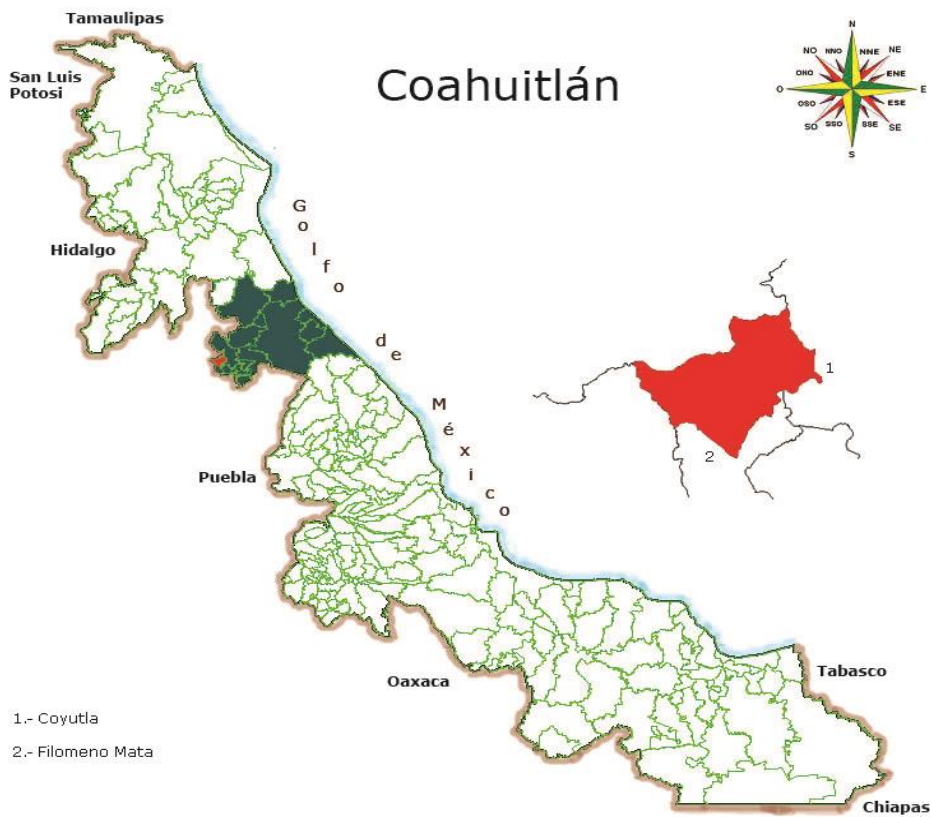 Tamaulipas
San Luis
Potosi
Coahuitlán
N
NNO
NNE
NO
NE
ONO
ENE
O
E
OSO
ESE
SO
SSO
SSE
SE
S
Golfo de México
Hidalgo
1
2
Puebla
Oaxaca
Tabasco
1.- Coyutla
2.- Filomeno Mata
Chiapas